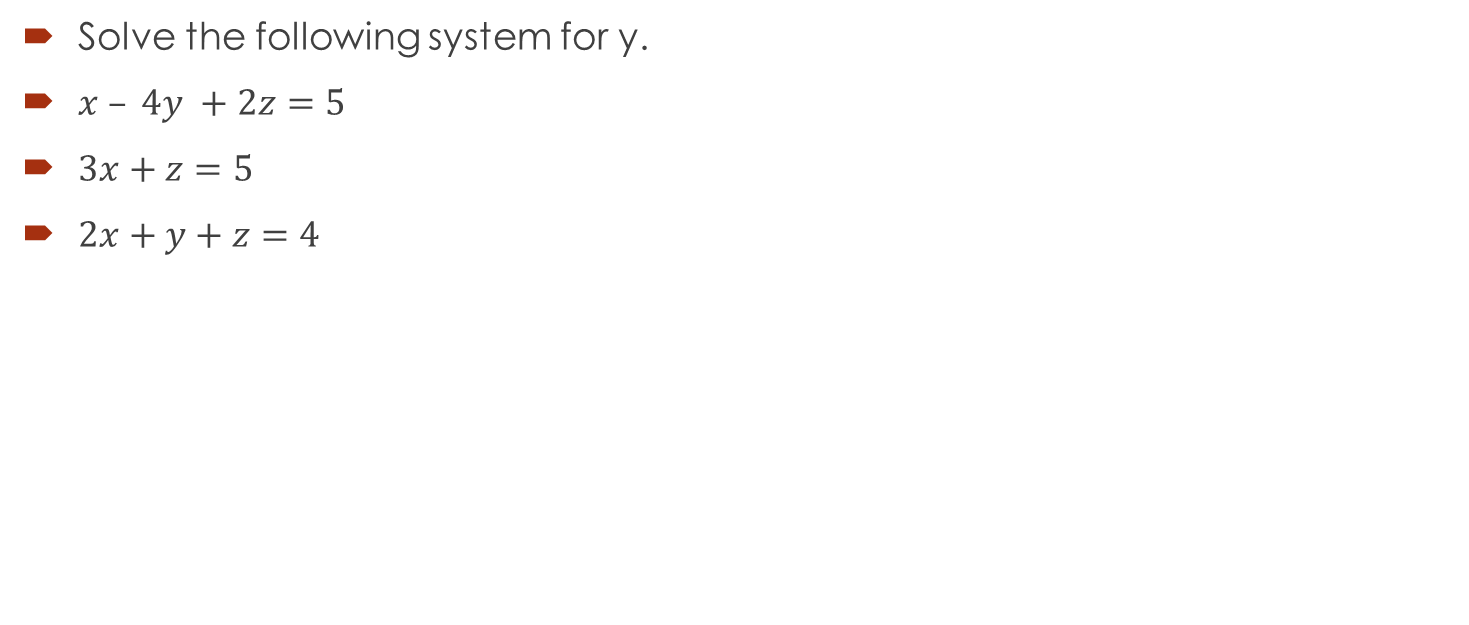 Solve the following system for y.
x – 4y + 2z = 5
3x + z = 5
2x + y + z = 4